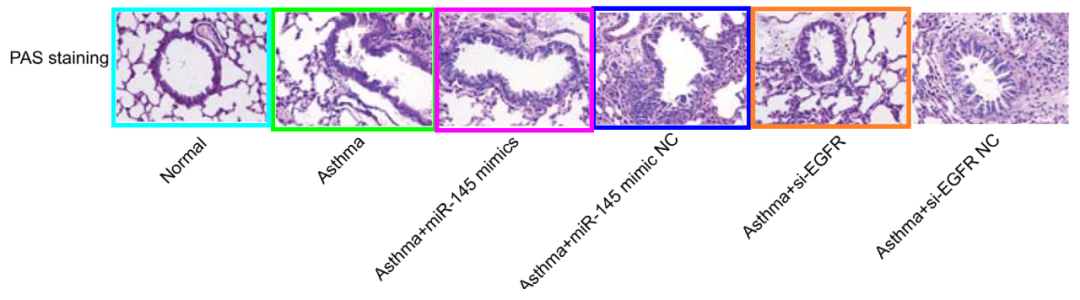 PAS staining
Normal
Asthma
Asthma+miR-145 mimics
Asthma+miR-145 mimic NC
Asthma+si-EGFR
Asthma+si-EGFR NC